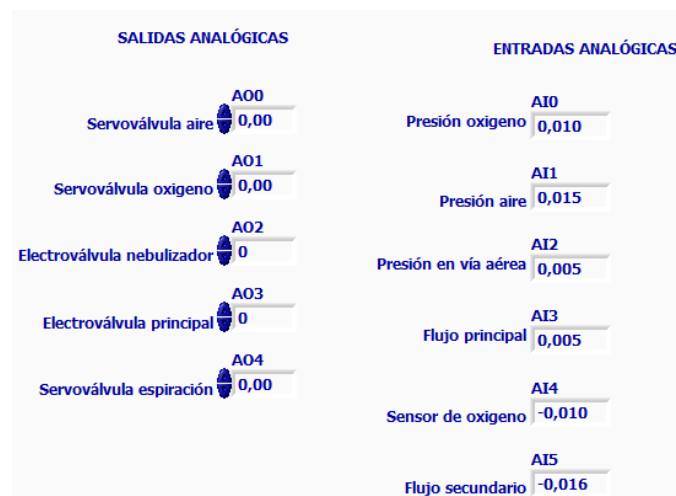 SALIDAS ANALÓGICAS
AO0
Servoválvula aire 0,00
AO1
Servoválvula oxigeno 0,00
AO2
Electroválvula nebulizador 0
AO3
Electroválvula principal 0
AO4
Servoválvula espiración 0,00
ENTRADAS ANALÓGICAS
AI0
Presión oxigeno 0,010
AI1
Presión aire 0,015
AI2
Presión en vía aérea 0,005
AI3
Flujo principal 0,005
AI4
Sensor de oxigeno -0,010
AI5
Flujo secundario -0,016